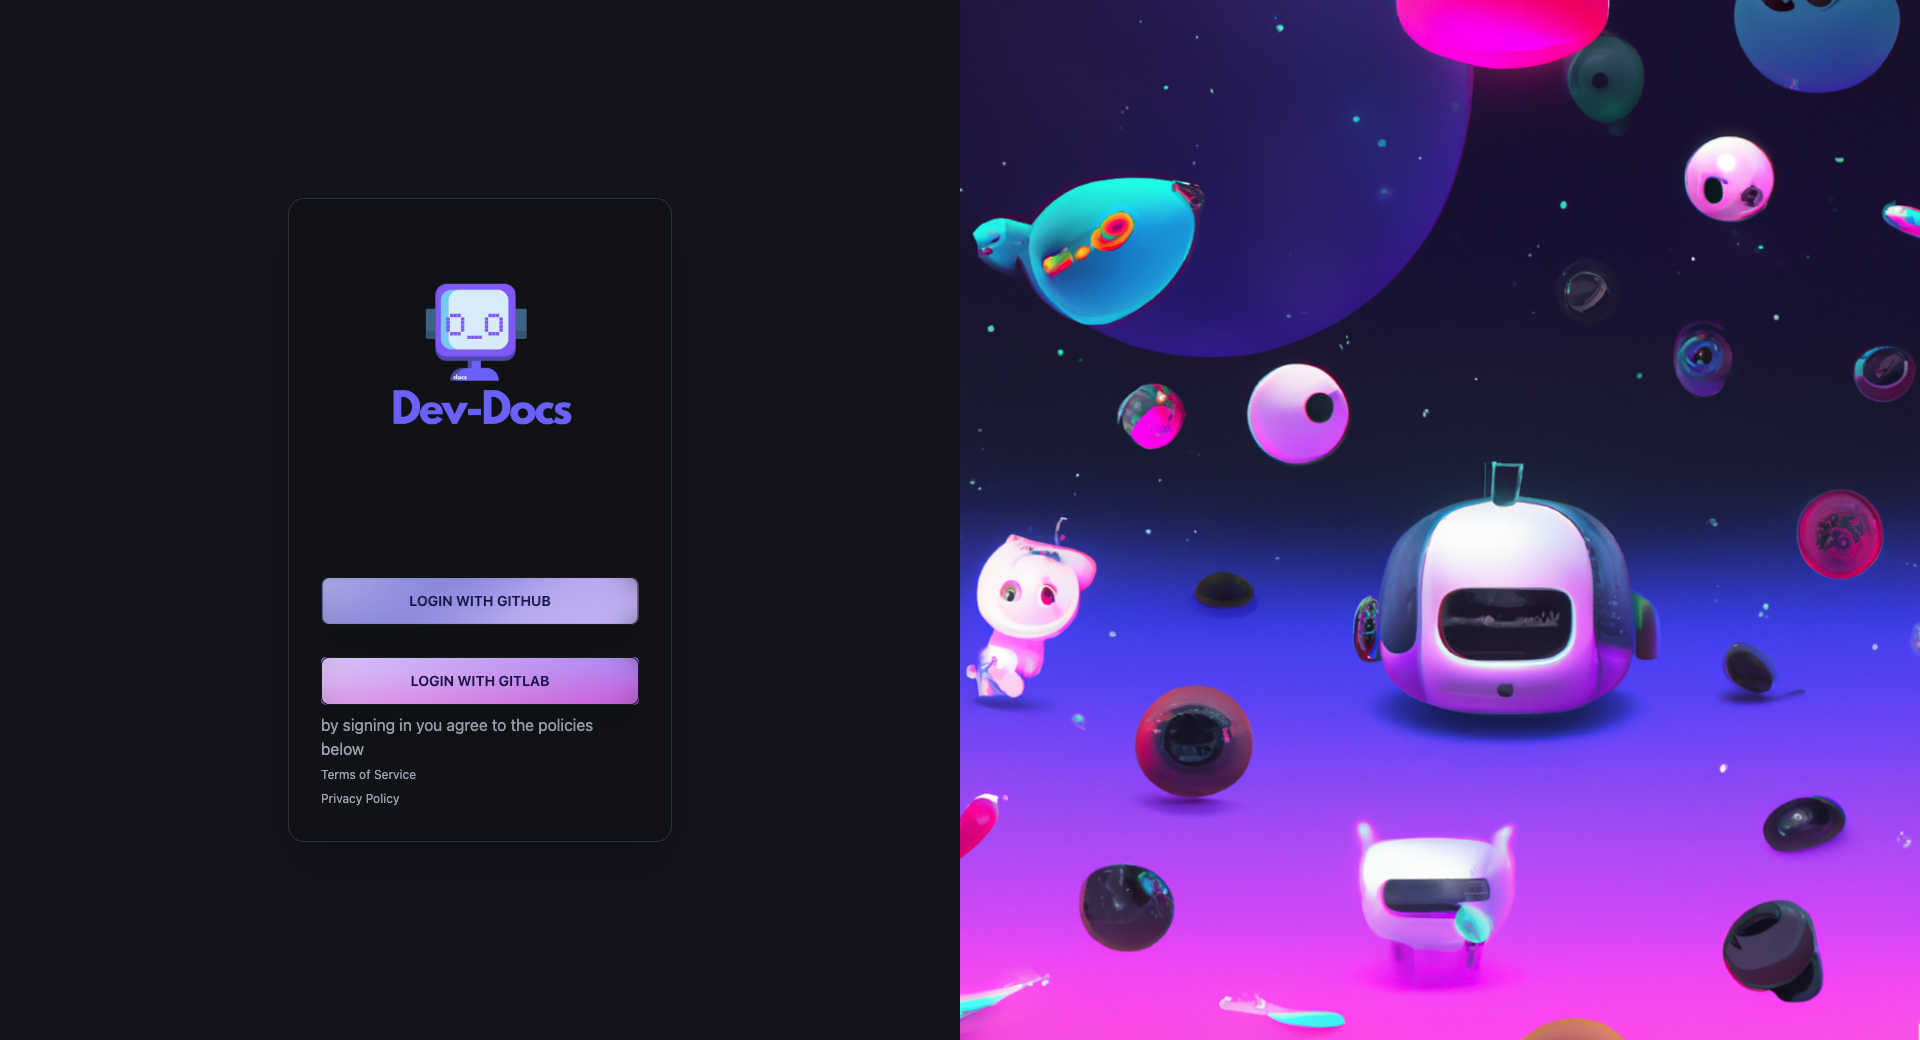 docs
Dev-Docs
LOGIN WITH GITHUB
LOGIN WITH GITLAB
by signing in you agree to the policies
below
Terms of Service
Privacy Policy